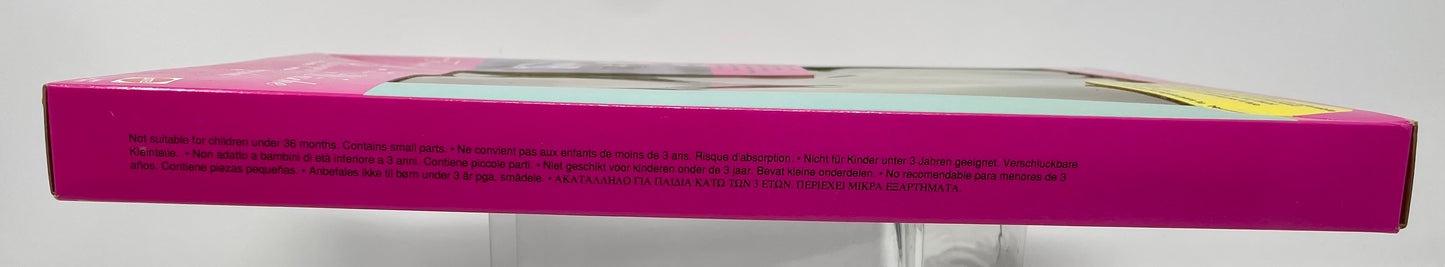 Not suitable for children under 36 months. Contains small parts. • Ne convient pas aux enfants de moins de 3 ans. Risque d'absorption. • Nicht für Kinder unter 3 Jahren geeignet. Verschluckbare
Kleinteile. • Non adatto a bambini di età inferiore a 3 anni. Contiene piccole parti. • Niet geschikt voor kinderen onder de 3 jaar. Bevat kleine onderdelen. • No recomendable para menores de 3
años. Contiene piezas pequeñas. • Anbefales ikke til børn under 3 år pga. smådele. • ΑΚΑΤΑΛΛΗΛΟ ΓΙΑ ΠΑΙΔΙΑ ΚΑΤΩ ΤΩΝ 3 ΕΤΩΝ. ΠΕΡΙΕΧΕΙ ΜΙΚΡΑ ΕΞΑΡΤΗΜΑΤΑ.